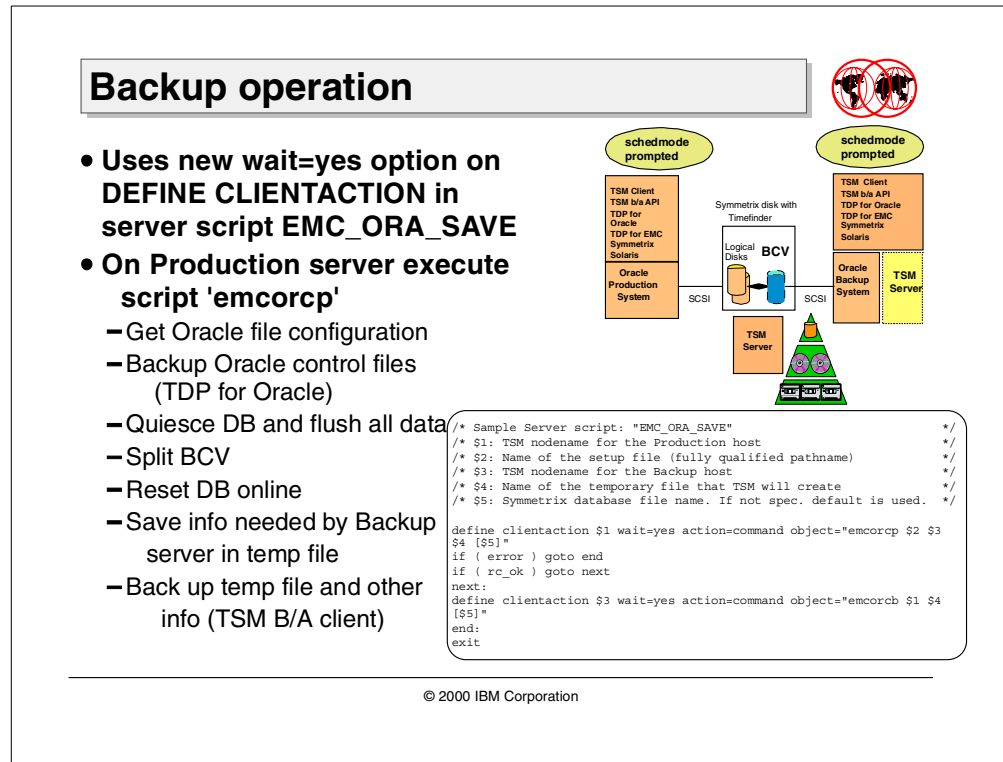 Backup operation
• Uses new wait=yes option on
DEFINE CLIENTACTION in
server script EMC_ORA_SAVE
• On Production server execute
script 'emcorcp'
– Get Oracle file configuration
– Backup Oracle control files
(TDP for Oracle)
– Quiesce DB and flush all data
– Split BCV
– Reset DB online
– Save info needed by Backup
server in temp file
– Back up temp file and other
info (TSM B/A client)
schedmode
prompted
TSM Client
TSM b/a API
TDP for
Oracle
TDP for EMC
Symmetrix
Solaris
Oracle
Production
System
SCSI
Symmetrix disk with
Timefinder
Logical
Disks
BCV
SCSI
schedmode
prompted
TSM Client
TSM b/a API
TDP for Oracle
TDP for EMC
Symmetrix
Solaris
Oracle
Backup
System
TSM
Server
TSM
Server
/* Sample Server script: "EMC_ORA_SAVE" */
/* $1: TSM nodename for the Production host */
/* $2: Name of the setup file (fully qualified pathname) */
/* $3: TSM nodename for the Backup host */
/* $4: Name of the temporary file that TSM will create */
/* $5: Symmetrix database file name. If not spec. default is used. */
define clientaction $1 wait=yes action=command object="emcorcp $2 $3
$4 [$5]"
if ( error ) goto end
if ( rc_ok ) goto next
next:
define clientaction $3 wait=yes action=command object="emcorcb $1 $4
[$5]"
end:
exit
© 2000 IBM Corporation